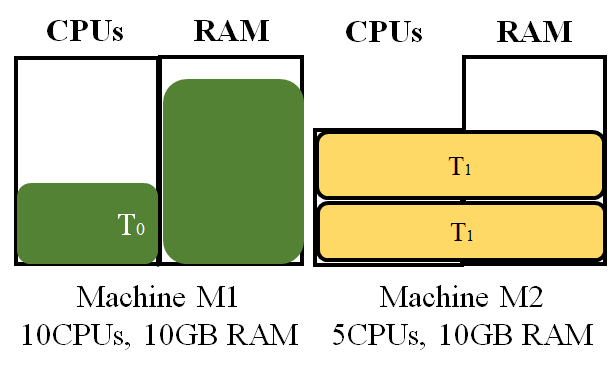 CPUs RAM CPUs RAM
T0
T1
T1
Machine M1 Machine M2
10CPUs, 10GB RAM 5CPUs, 10GB RAM